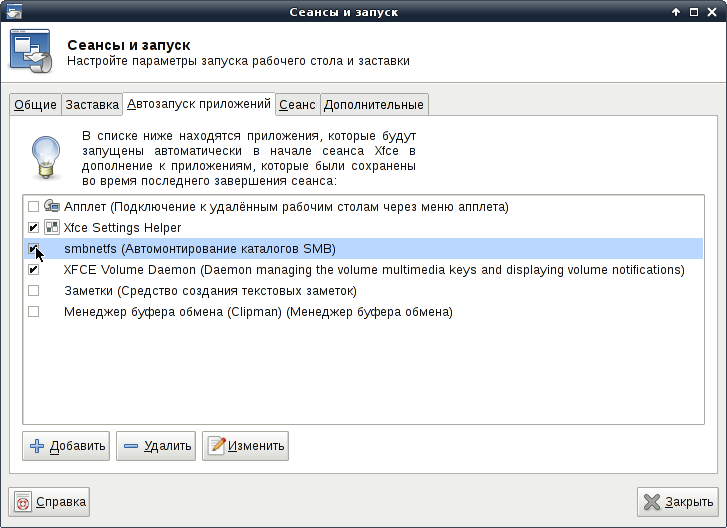 Сеансы и запуск
Сеансы и запуск
Настройте параметры запуска рабочего стола и заставки
Общие Заставка Автозапуск приложений Сеанс Дополнительные
В списке ниже находятся приложения, которые будут
запущены автоматически в начале сеанса Xfce в
дополнение к приложениям, которые были сохранены
во время последнего завершения сеанса:
Апплет (Подключение к удалённым рабочим столам через меню апплета)
Xfce Settings Helper
smbnetfs (Автомонтирование каталогов SMB)
XFCE Volume Daemon (Daemon managing the volume multimedia keys and displaying volume notifications)
Заметки (Средство создания текстовых заметок)
Менеджер буфера обмена (Clipman) (Менеджер буфера обмена)
Добавить Удалить Изменить
Справка Закрыть